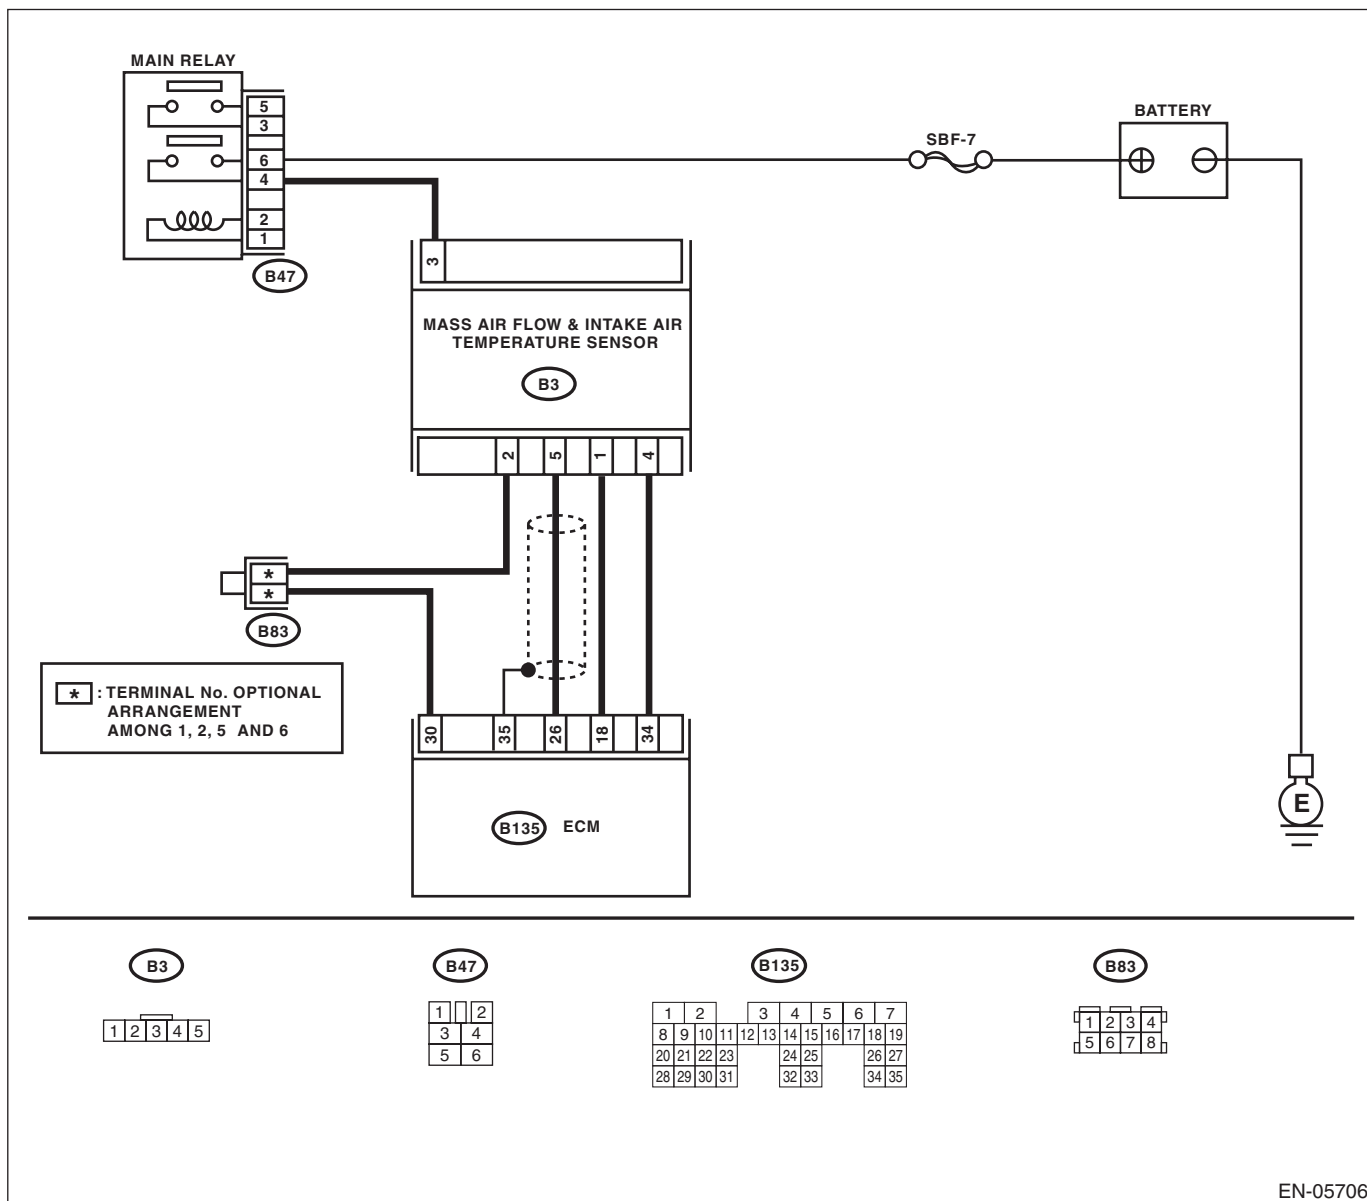 MAIN RELAY
5
3
6
4
2
1
B47
SBF-7
BATTERY
3
MASS AIR FLOW & INTAKE AIR
TEMPERATURE SENSOR
B3
2 5 1 4
*
*
B83
* : TERMINAL No. OPTIONAL
ARRANGEMENT
AMONG 1, 2, 5 AND 6
30 35 26 18 34
B135 ECM
E
B3
1 2 3 4 5
B47
1 2
3 4
5 6
B135
1 2 3 4 5 6 7
8 9 10 11 12 13 14 15 16 17 18 19
20 21 22 23 24 25 26 27
28 29 30 31 32 33 34 35
B83
1 2 3 4
5 6 7 8
EN-05706